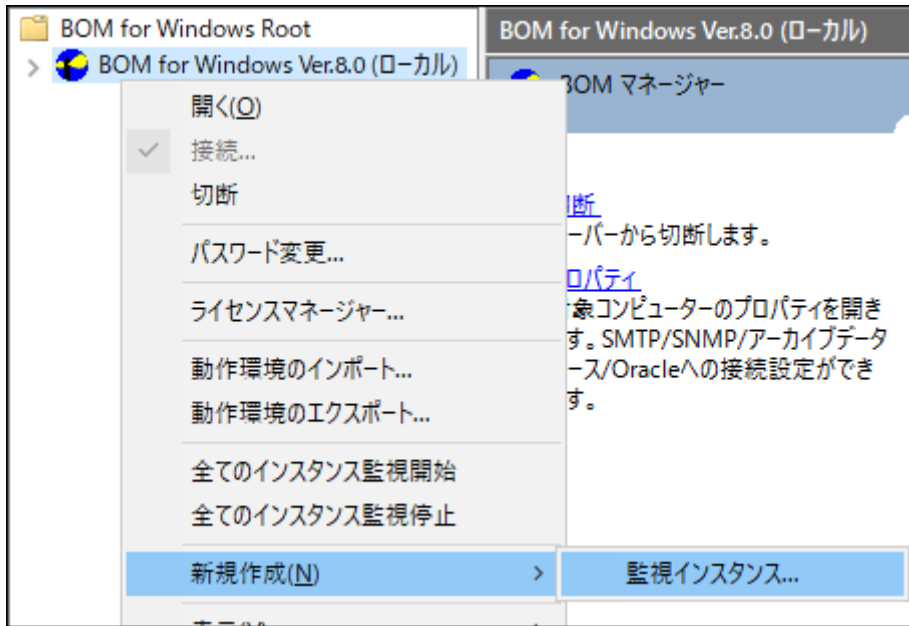 BOM for Windows Root
BOM for Windows Ver.8.0 (ローカル)
開く(O)
接続...
切断
パスワード変更...
ライセンスマネージャー...
動作環境のインポート...
動作環境のエクスポート...
全てのインスタンス監視開始
全てのインスタンス監視停止
新規作成(N)
監視インスタンス...
BOM for Windows Ver.8.0 (ローカル)
BOM マネージャー
断
ーバーから切断します。
ロパティ
象コンピューターのプロパティを開き
す。SMTP/SNMP/アーカイブデータ
ース/Oracleへの接続設定ができ
す。